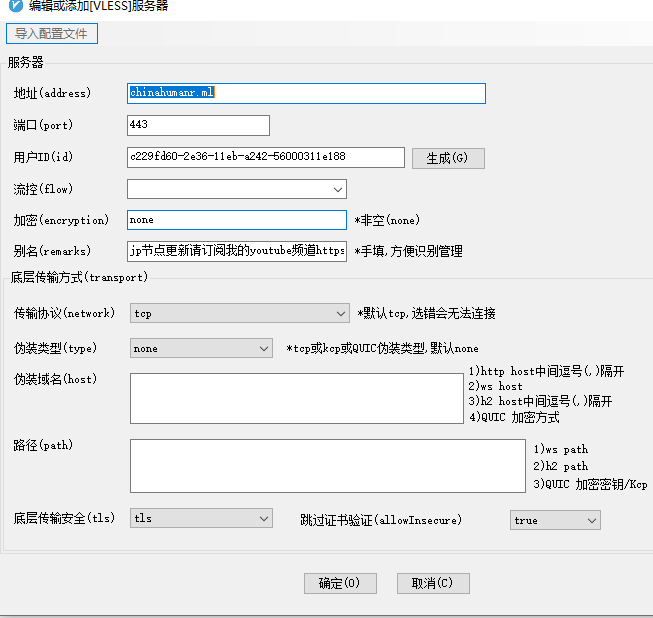 编辑或添加[VLESS]服务器
导入配置文件
服务器
地址(address) chinahumanr.ml
端口(port) 443
用户ID(id) c229fd60-2e36-11eb-a242-56000311e188 生成(G)
流控(flow)
加密(encryption) none *非空(none)
别名(remarks) jp节点更新请订阅我的youtube频道https *手填,方便识别管理
底层传输方式(transport)
传输协议(network) tcp *默认tcp,选错会无法连接
伪装类型(type) none *tcp或kcp或QUIC伪装类型,默认none
伪装域名(host)
1)http host中间逗号(,)隔开
2)ws host
3)h2 host中间逗号(,)隔开
4)QUIC 加密方式
路径(path)
1)ws path
2)h2 path
3)QUIC 加密密钥/Kcp
底层传输安全(tls) tls 跳过证书验证(allowInsecure) true
确定(O) 取消(C)